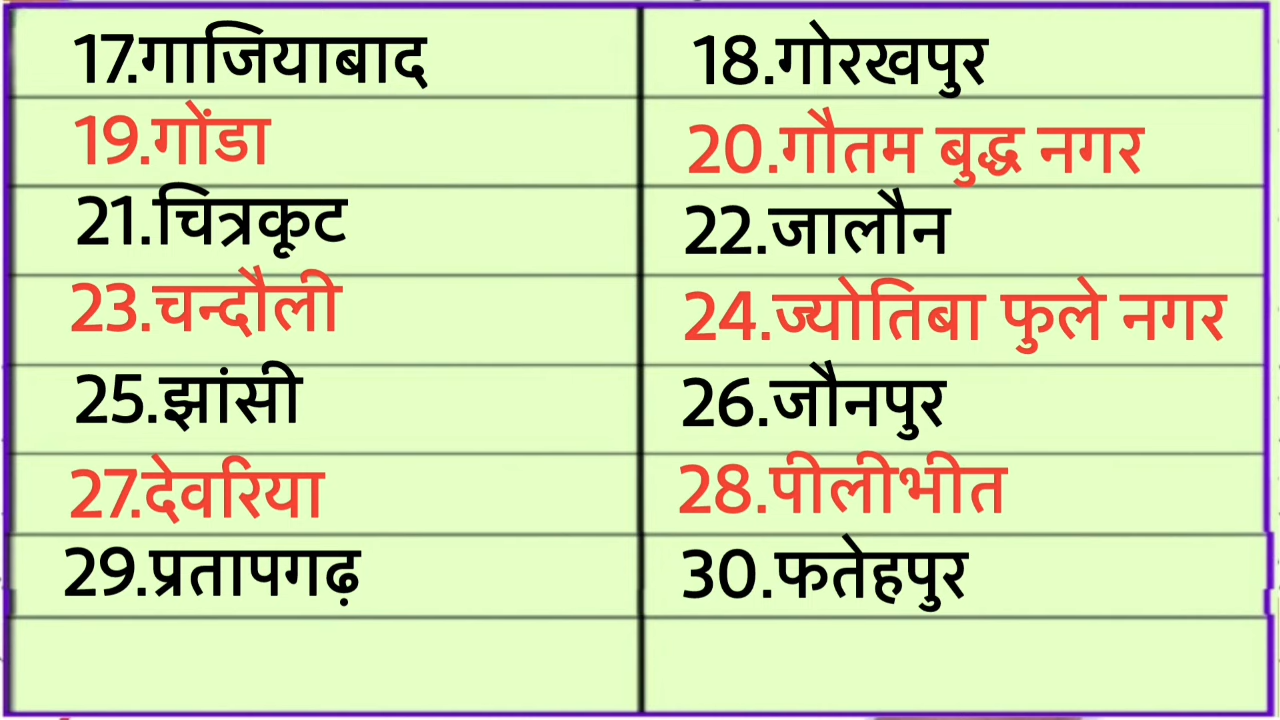 17.गाजियाबाद
18.गोरखपुर
19.गोंडा
20.गौतम बुद्ध नगर
21.चित्रकूट
22.जालौन
23.चन्दौली
24.ज्योतिबा फुले नगर
25.झांसी
26.जौनपुर
27.देवरिया
28.पीलीभीत
29.प्रतापगढ़
30.फतेहपुर